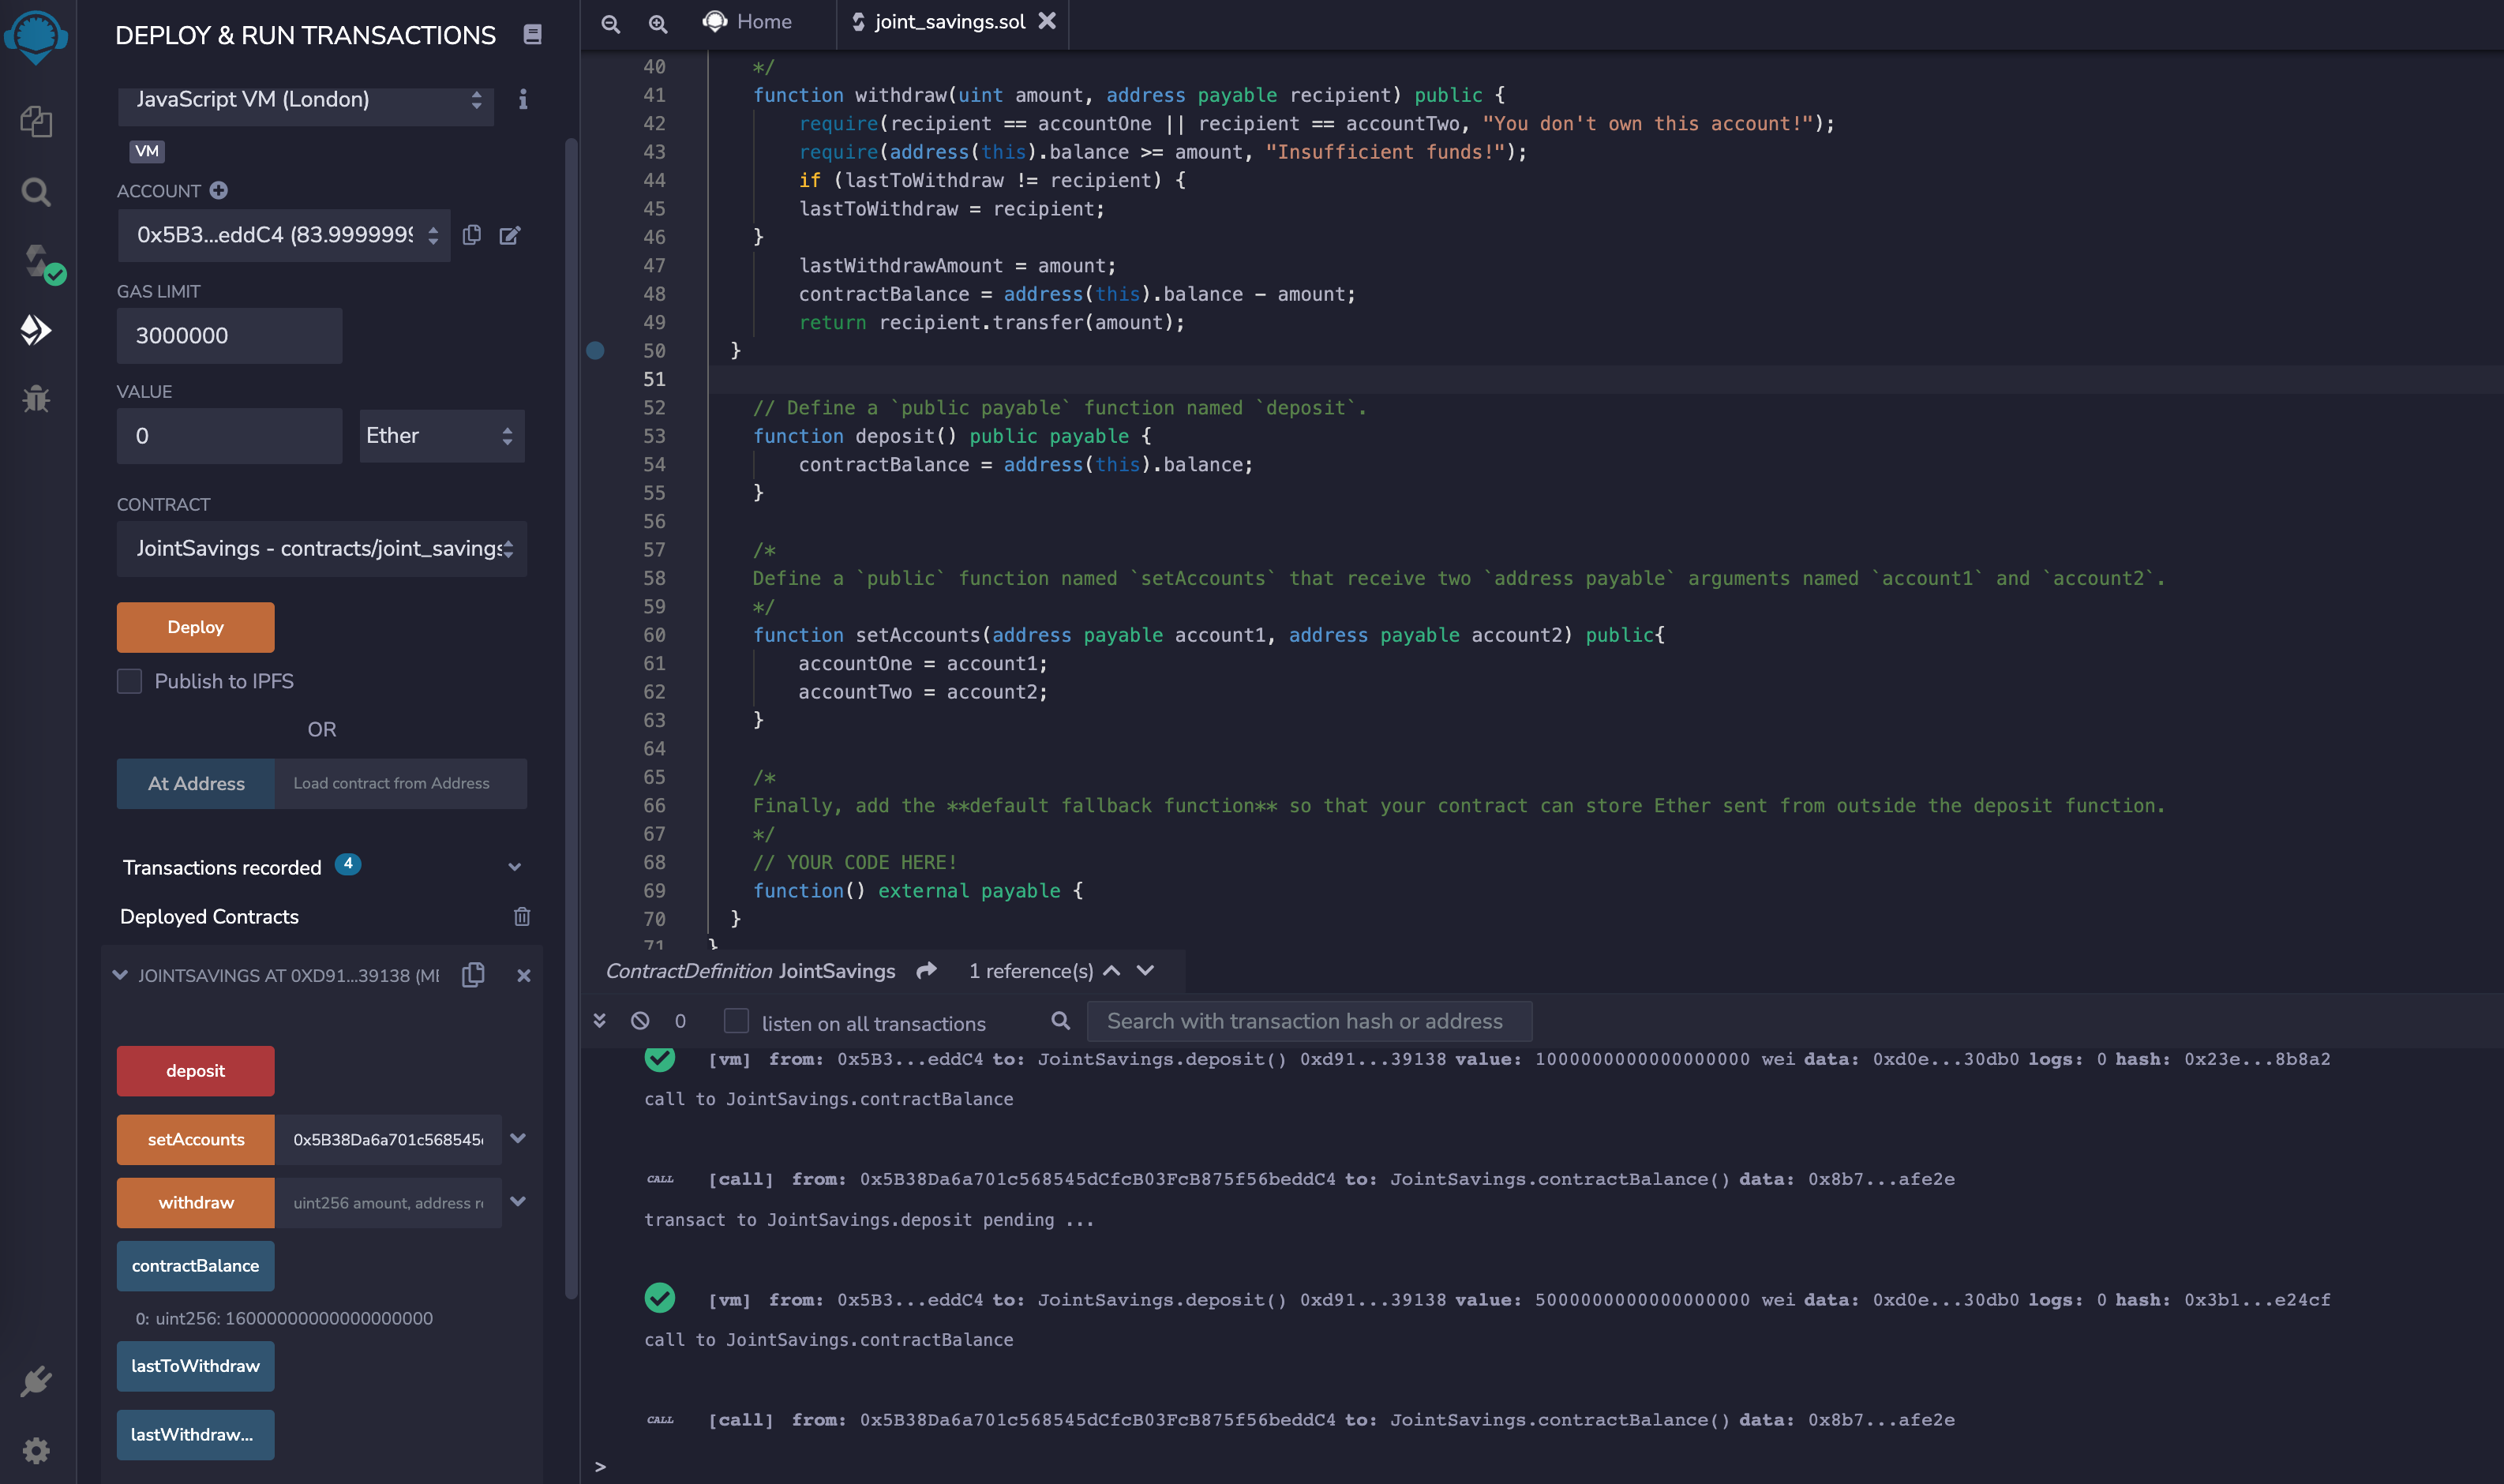 DEPLOY & RUN TRANSACTIONS
JavaScript VM (London)
VM
ACCOUNT
0x5B3...eddC4 (83.9999999
GAS LIMIT
3000000
VALUE
0
Ether
CONTRACT
JointSavings - contracts/joint_savings
Deploy
Publish to IPFS
OR
At Address
Load contract from Address
Transactions recorded 4
Deployed Contracts
JOINTSAVINGS AT 0XD91...39138 (ME
deposit
setAccounts
0x5B38Da6a701c568545
withdraw
uint256 amount, address re
contractBalance
0: uint256: 16000000000000000000
lastToWithdraw
lastWithdraw...
Home
joint_savings.sol
40 */
41 function withdraw(uint amount, address payable recipient) public {
42 require(recipient == accountOne || recipient == accountTwo, "You don't own this account!");
43 require(address(this).balance >= amount, "Insufficient funds!");
44 if (lastToWithdraw != recipient) {
45 lastToWithdraw = recipient;
46 }
47 lastWithdrawAmount = amount;
48 contractBalance = address(this).balance - amount;
49 return recipient.transfer(amount);
50 }
51
52 // Define a `public payable` function named `deposit`.
53 function deposit() public payable {
54 contractBalance = address(this).balance;
55 }
56
57 /*
58 Define a `public` function named `setAccounts` that receive two `address payable` arguments named `account1` and `account2`.
59 */
60 function setAccounts(address payable account1, address payable account2) public{
61 accountOne = account1;
62 accountTwo = account2;
63 }
64
65 /*
66 Finally, add the **default fallback function** so that your contract can store Ether sent from outside the deposit function.
67 */
68 // YOUR CODE HERE!
69 function() external payable {
70 }
71 }
ContractDefinition JointSavings 1 reference(s)
0 listen on all transactions
Search with transaction hash or address
[vm] from: 0x5B3...eddC4 to: JointSavings.deposit() 0xd91...39138 value: 1000000000000000000 wei data: 0xd0e...30db0 logs: 0 hash: 0x23e...8b8a2
call to JointSavings.contractBalance
CALL [call] from: 0x5B38Da6a701c568545dCfcB03FcB875f56beddC4 to: JointSavings.contractBalance() data: 0x8b7...afe2e
transact to JointSavings.deposit pending ...
[vm] from: 0x5B3...eddC4 to: JointSavings.deposit() 0xd91...39138 value: 5000000000000000000 wei data: 0xd0e...30db0 logs: 0 hash: 0x3b1...e24cf
call to JointSavings.contractBalance
CALL [call] from: 0x5B38Da6a701c568545dCfcB03FcB875f56beddC4 to: JointSavings.contractBalance() data: 0x8b7...afe2e
>